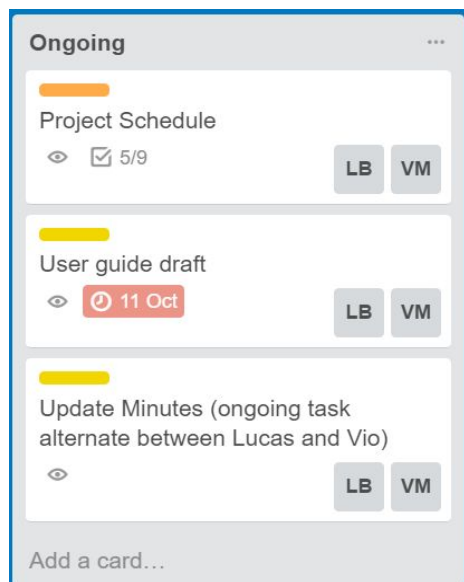 Ongoing
Project Schedule
5/9
LB VM
User guide draft
11 Oct
LB VM
Update Minutes (ongoing task
alternate between Lucas and Vio)
LB VM
Add a card…